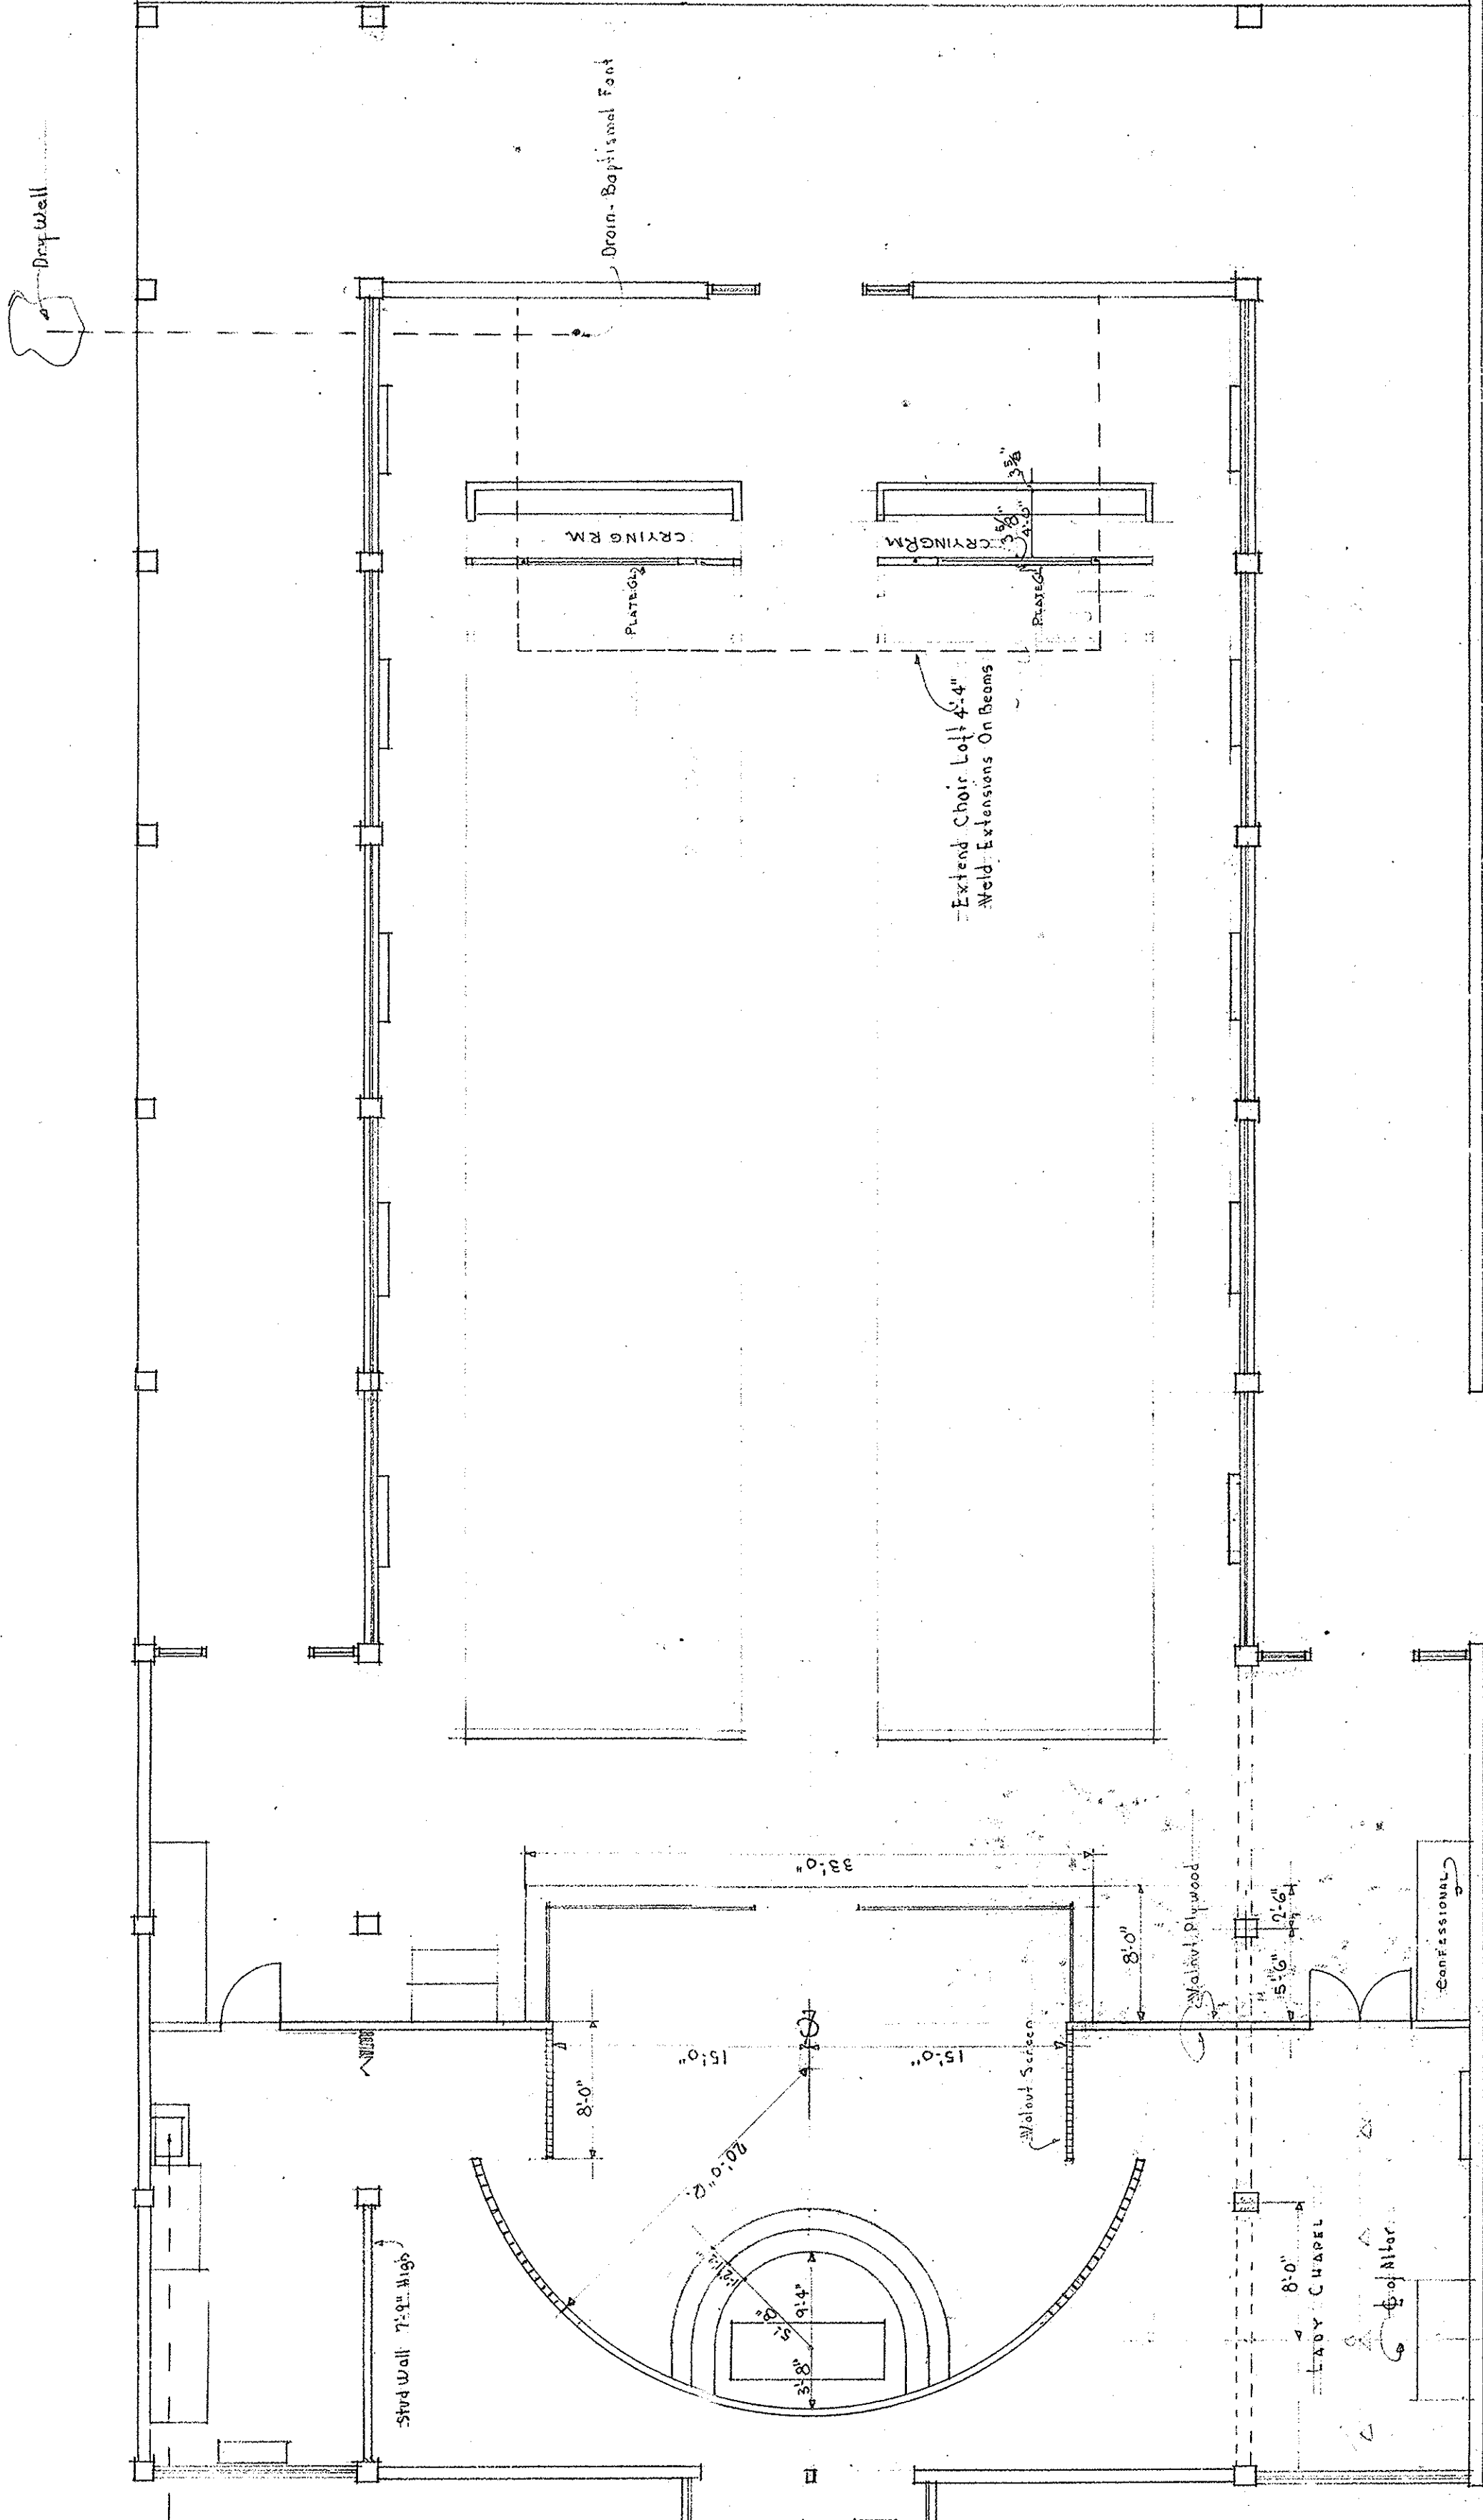 Dry Well
Drain- Baptismal Font
CRYING RM.
CRYING RM.
3 5/8"
3 5/8"
4'-0"
PLATE GL.
PLATE GL.
Extend Choir Loft 4'-4"
Weld Extensions On Beams
33'-0"
8'-0"
Walnut Plywood
2'-6"
5'-6"
CONFESSIONAL
15'-0"
15'-0"
8'-0"
Walnut Screen
20'-0"
Stud Wall 7'-9" High
9'-4"
3'-8"
8'-0"
LADY CHAPEL
of Altar